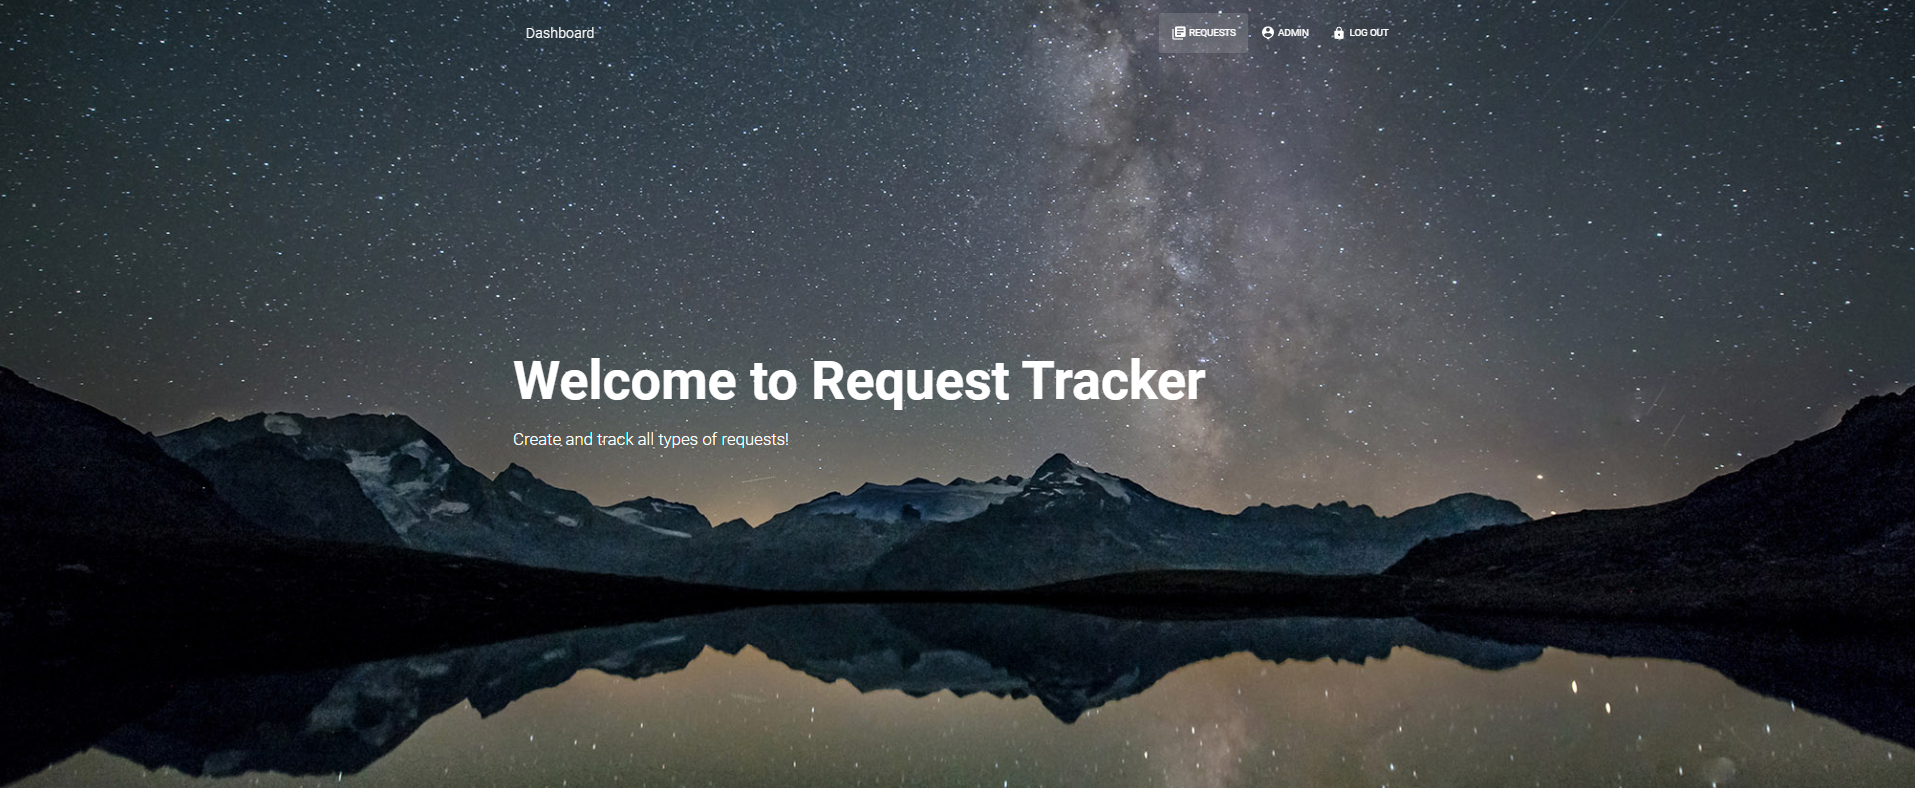 Dashboard
REQUESTS
ADMIN
LOG OUT
Welcome to Request Tracker
Create and track all types of requests!